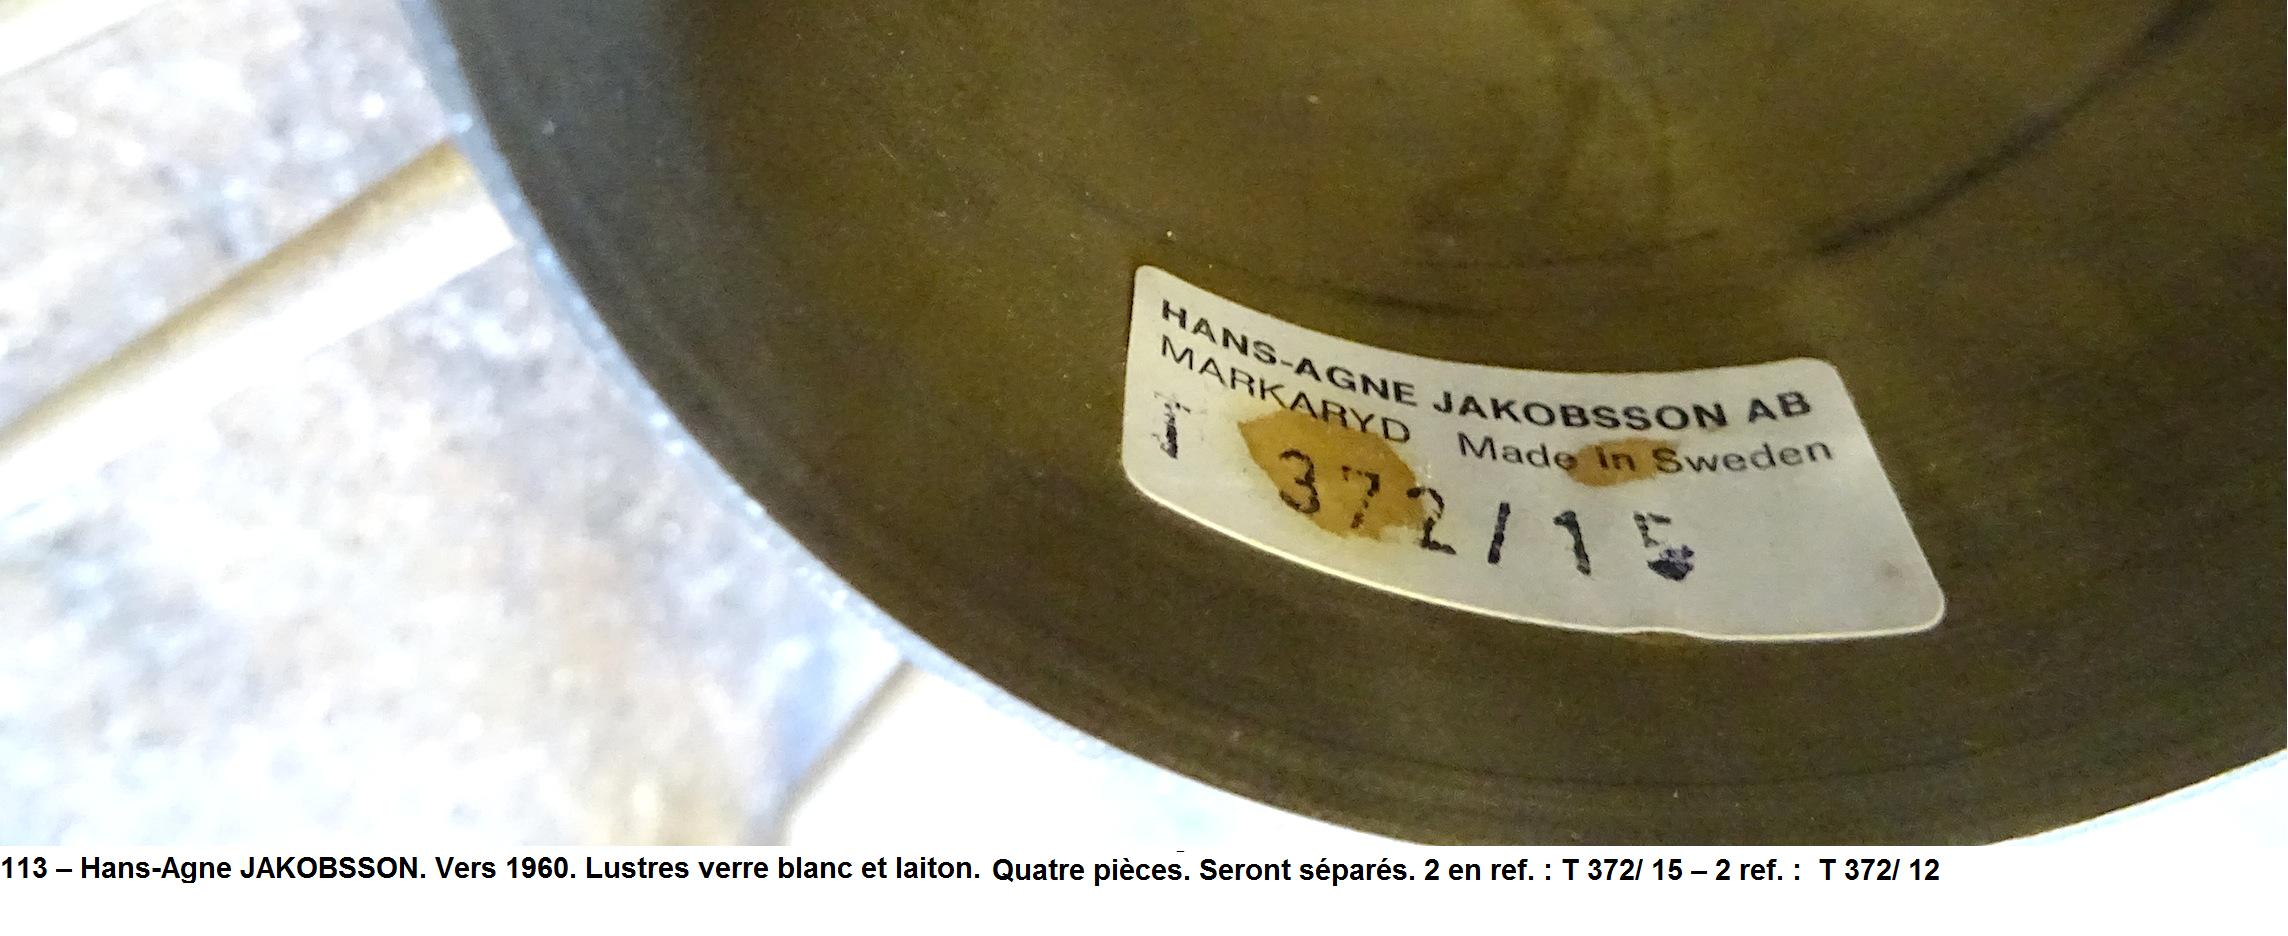 HANS-AGNE JAKOBSSON AB
MARKARYD Made in Sweden
T 372/15
113 – Hans-Agne JAKOBSSON. Vers 1960. Lustres verre blanc et laiton. Quatre pièces. Seront séparés. 2 en ref. : T 372/ 15 – 2 ref. : T 372/ 12